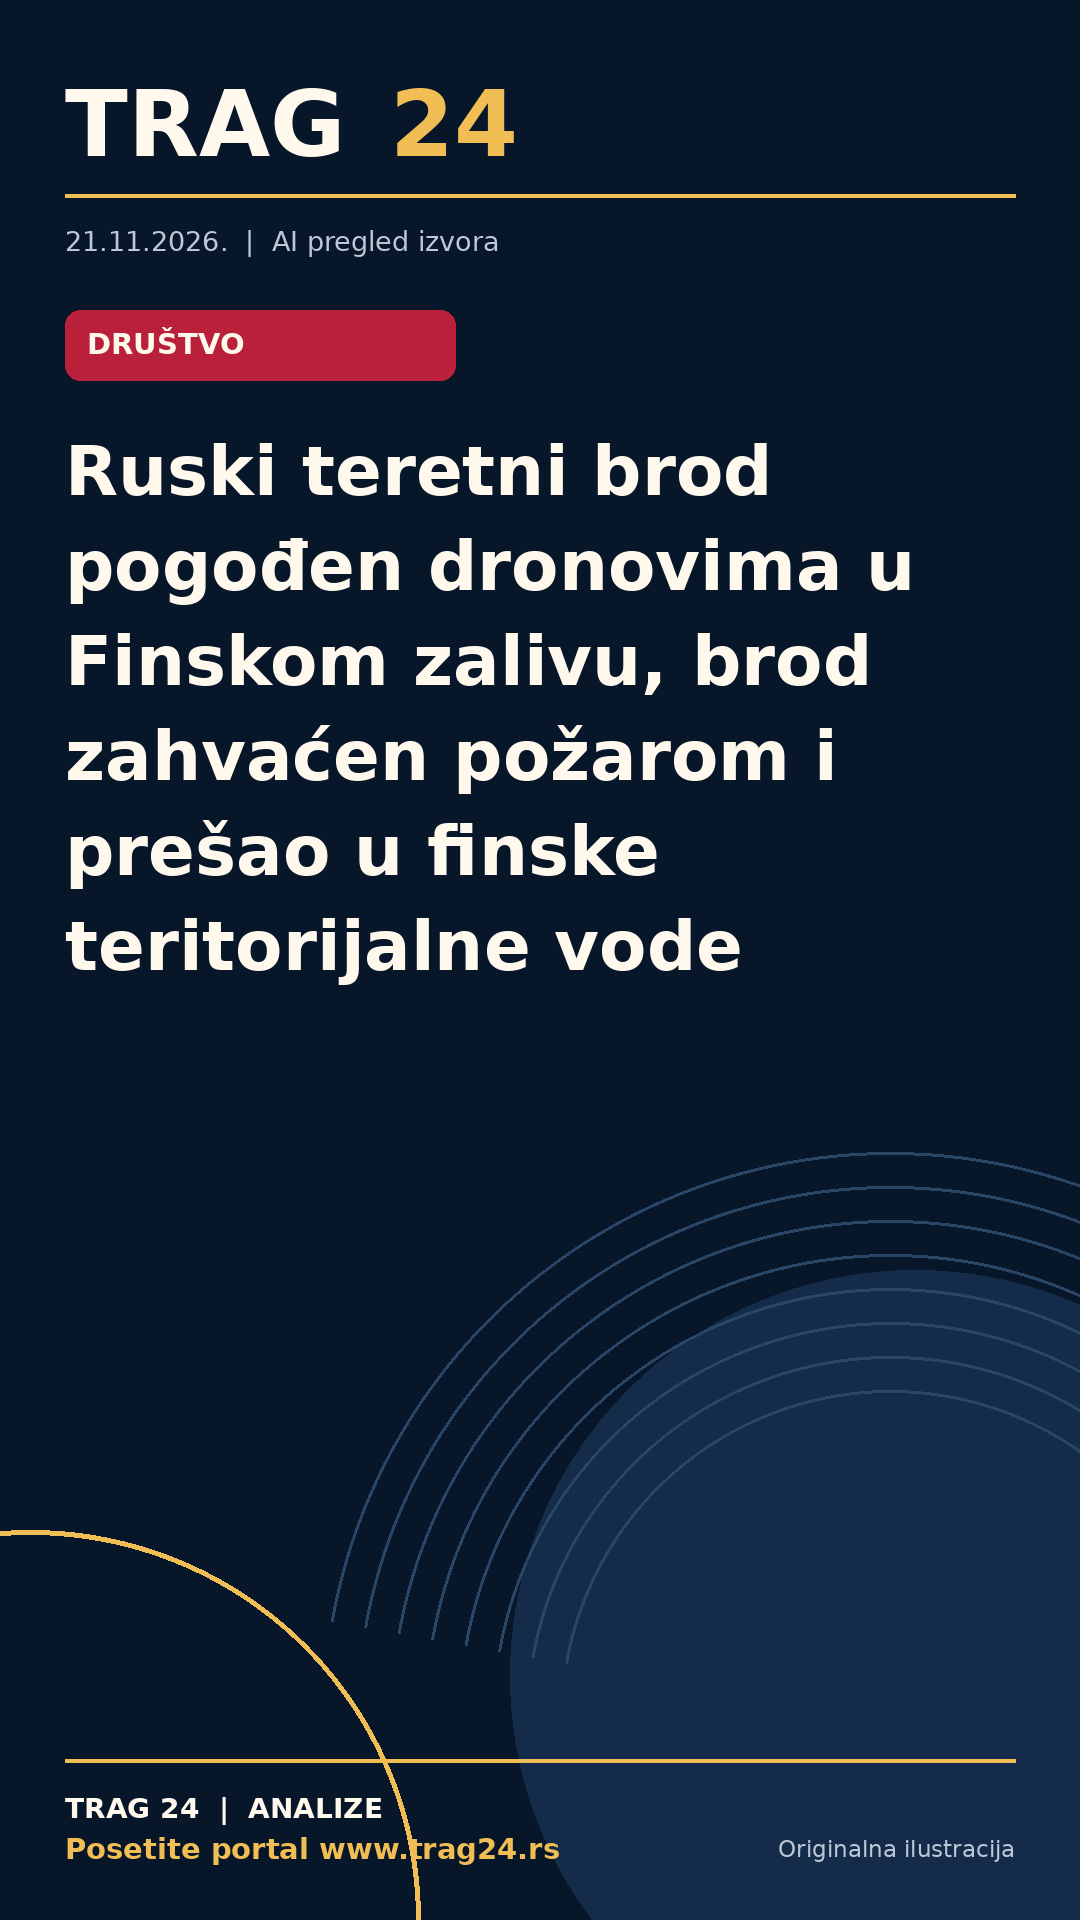 TRAG 24
21.11.2026. | AI pregled izvora
DRUŠTVO
Ruski teretni brod
pogođen dronovima u
Finskom zalivu, brod
zahvaćen požarom i
prešao u finske
teritorijalne vode
TRAG 24 | ANALIZE
Posetite portal www.trag24.rs
Originalna ilustracija